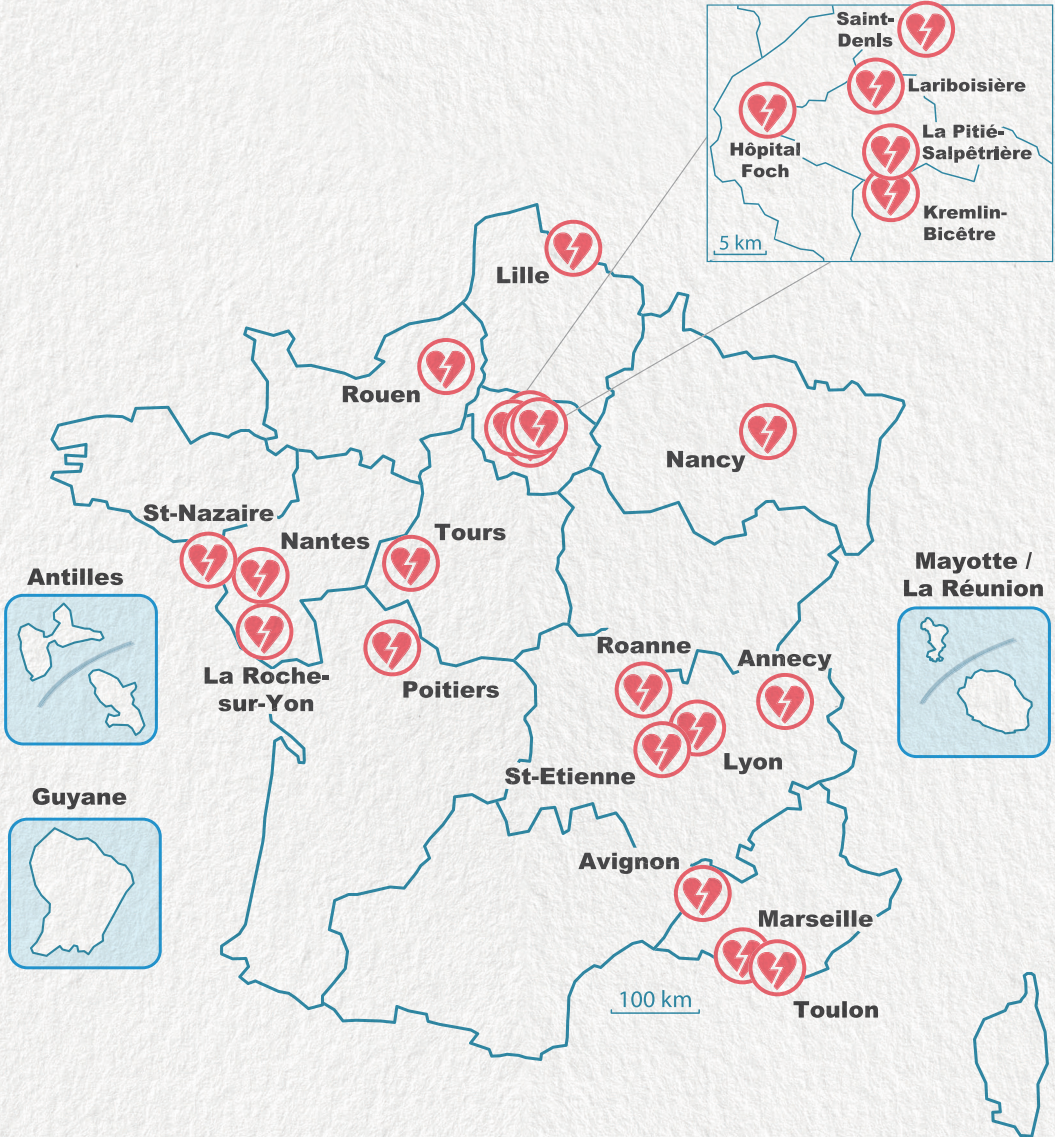 Saint-
Denis
Lariboisière
La Pitié-
Salpêtrière
Hôpital
Foch
Kremlin-
Bicêtre
5 km
Lille
Rouen
Nancy
St-Nazaire
Nantes
Tours
Antilles
Mayotte /
La Réunion
Roanne
Annecy
La Roche-
sur-Yon
Poitiers
Lyon
St-Etienne
Guyane
Avignon
Marseille
100 km
Toulon